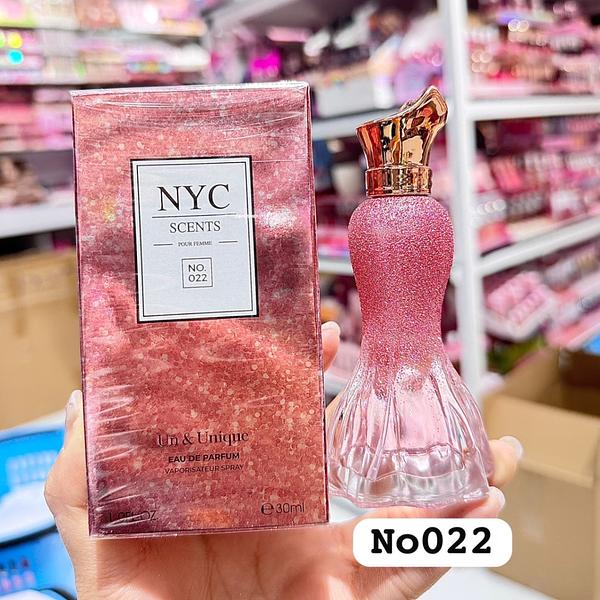 NYC
SCENTS
POUR FEMME
NO.
022
Un & Unique
EAU DE PARFUM
VAPORISATEUR SPRAY
℮30ml
No022